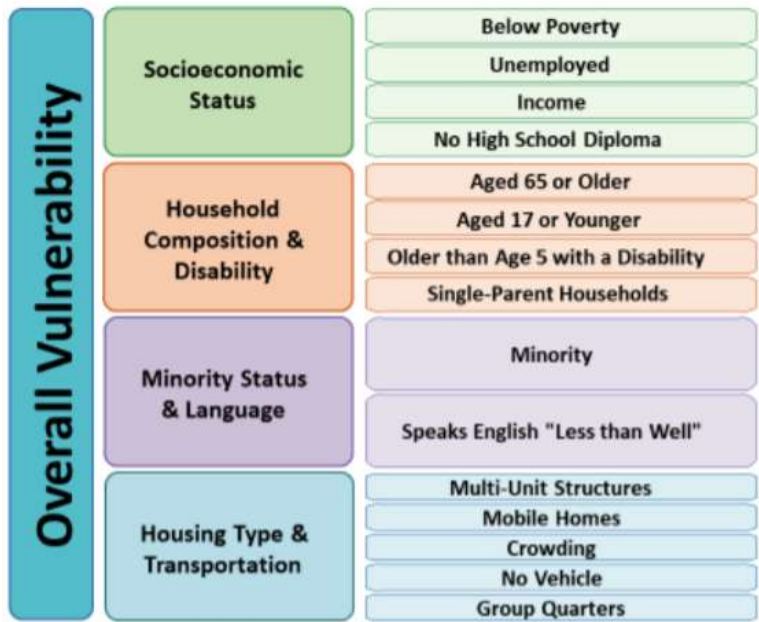 Overall Vulnerability
Socioeconomic
Status
Below Poverty
Unemployed
Income
No High School Diploma
Household
Composition &
Disability
Aged 65 or Older
Aged 17 or Younger
Older than Age 5 with a Disability
Single-Parent Households
Minority Status
& Language
Minority
Speaks English "Less than Well"
Housing Type &
Transportation
Multi-Unit Structures
Mobile Homes
Crowding
No Vehicle
Group Quarters